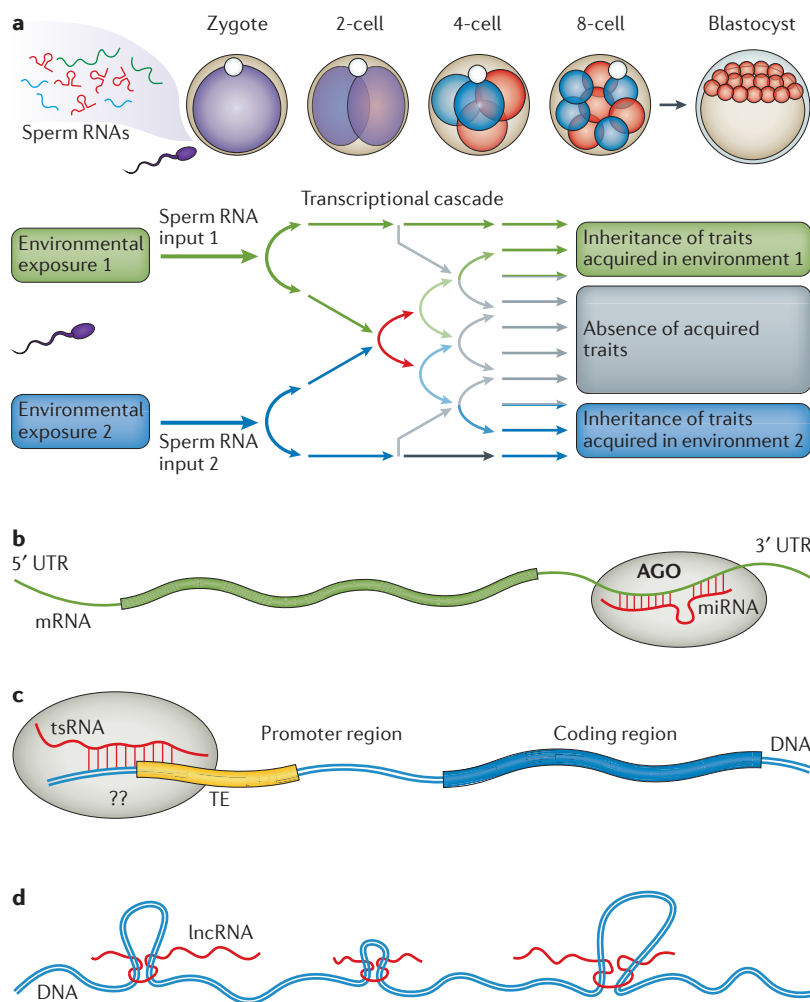 a
Zygote
2-cell
4-cell
8-cell
Blastocyst
Sperm RNAs
Transcriptional cascade
Sperm RNA
input 1
Environmental
exposure 1
Inheritance of traits
acquired in environment 1
Absence of acquired
traits
Environmental
exposure 2
Sperm RNA
input 2
Inheritance of traits
acquired in environment 2
b
5′ UTR
mRNA
AGO
miRNA
3′ UTR
c
tsRNA
??
TE
Promoter region
Coding region
DNA
d
lncRNA
DNA